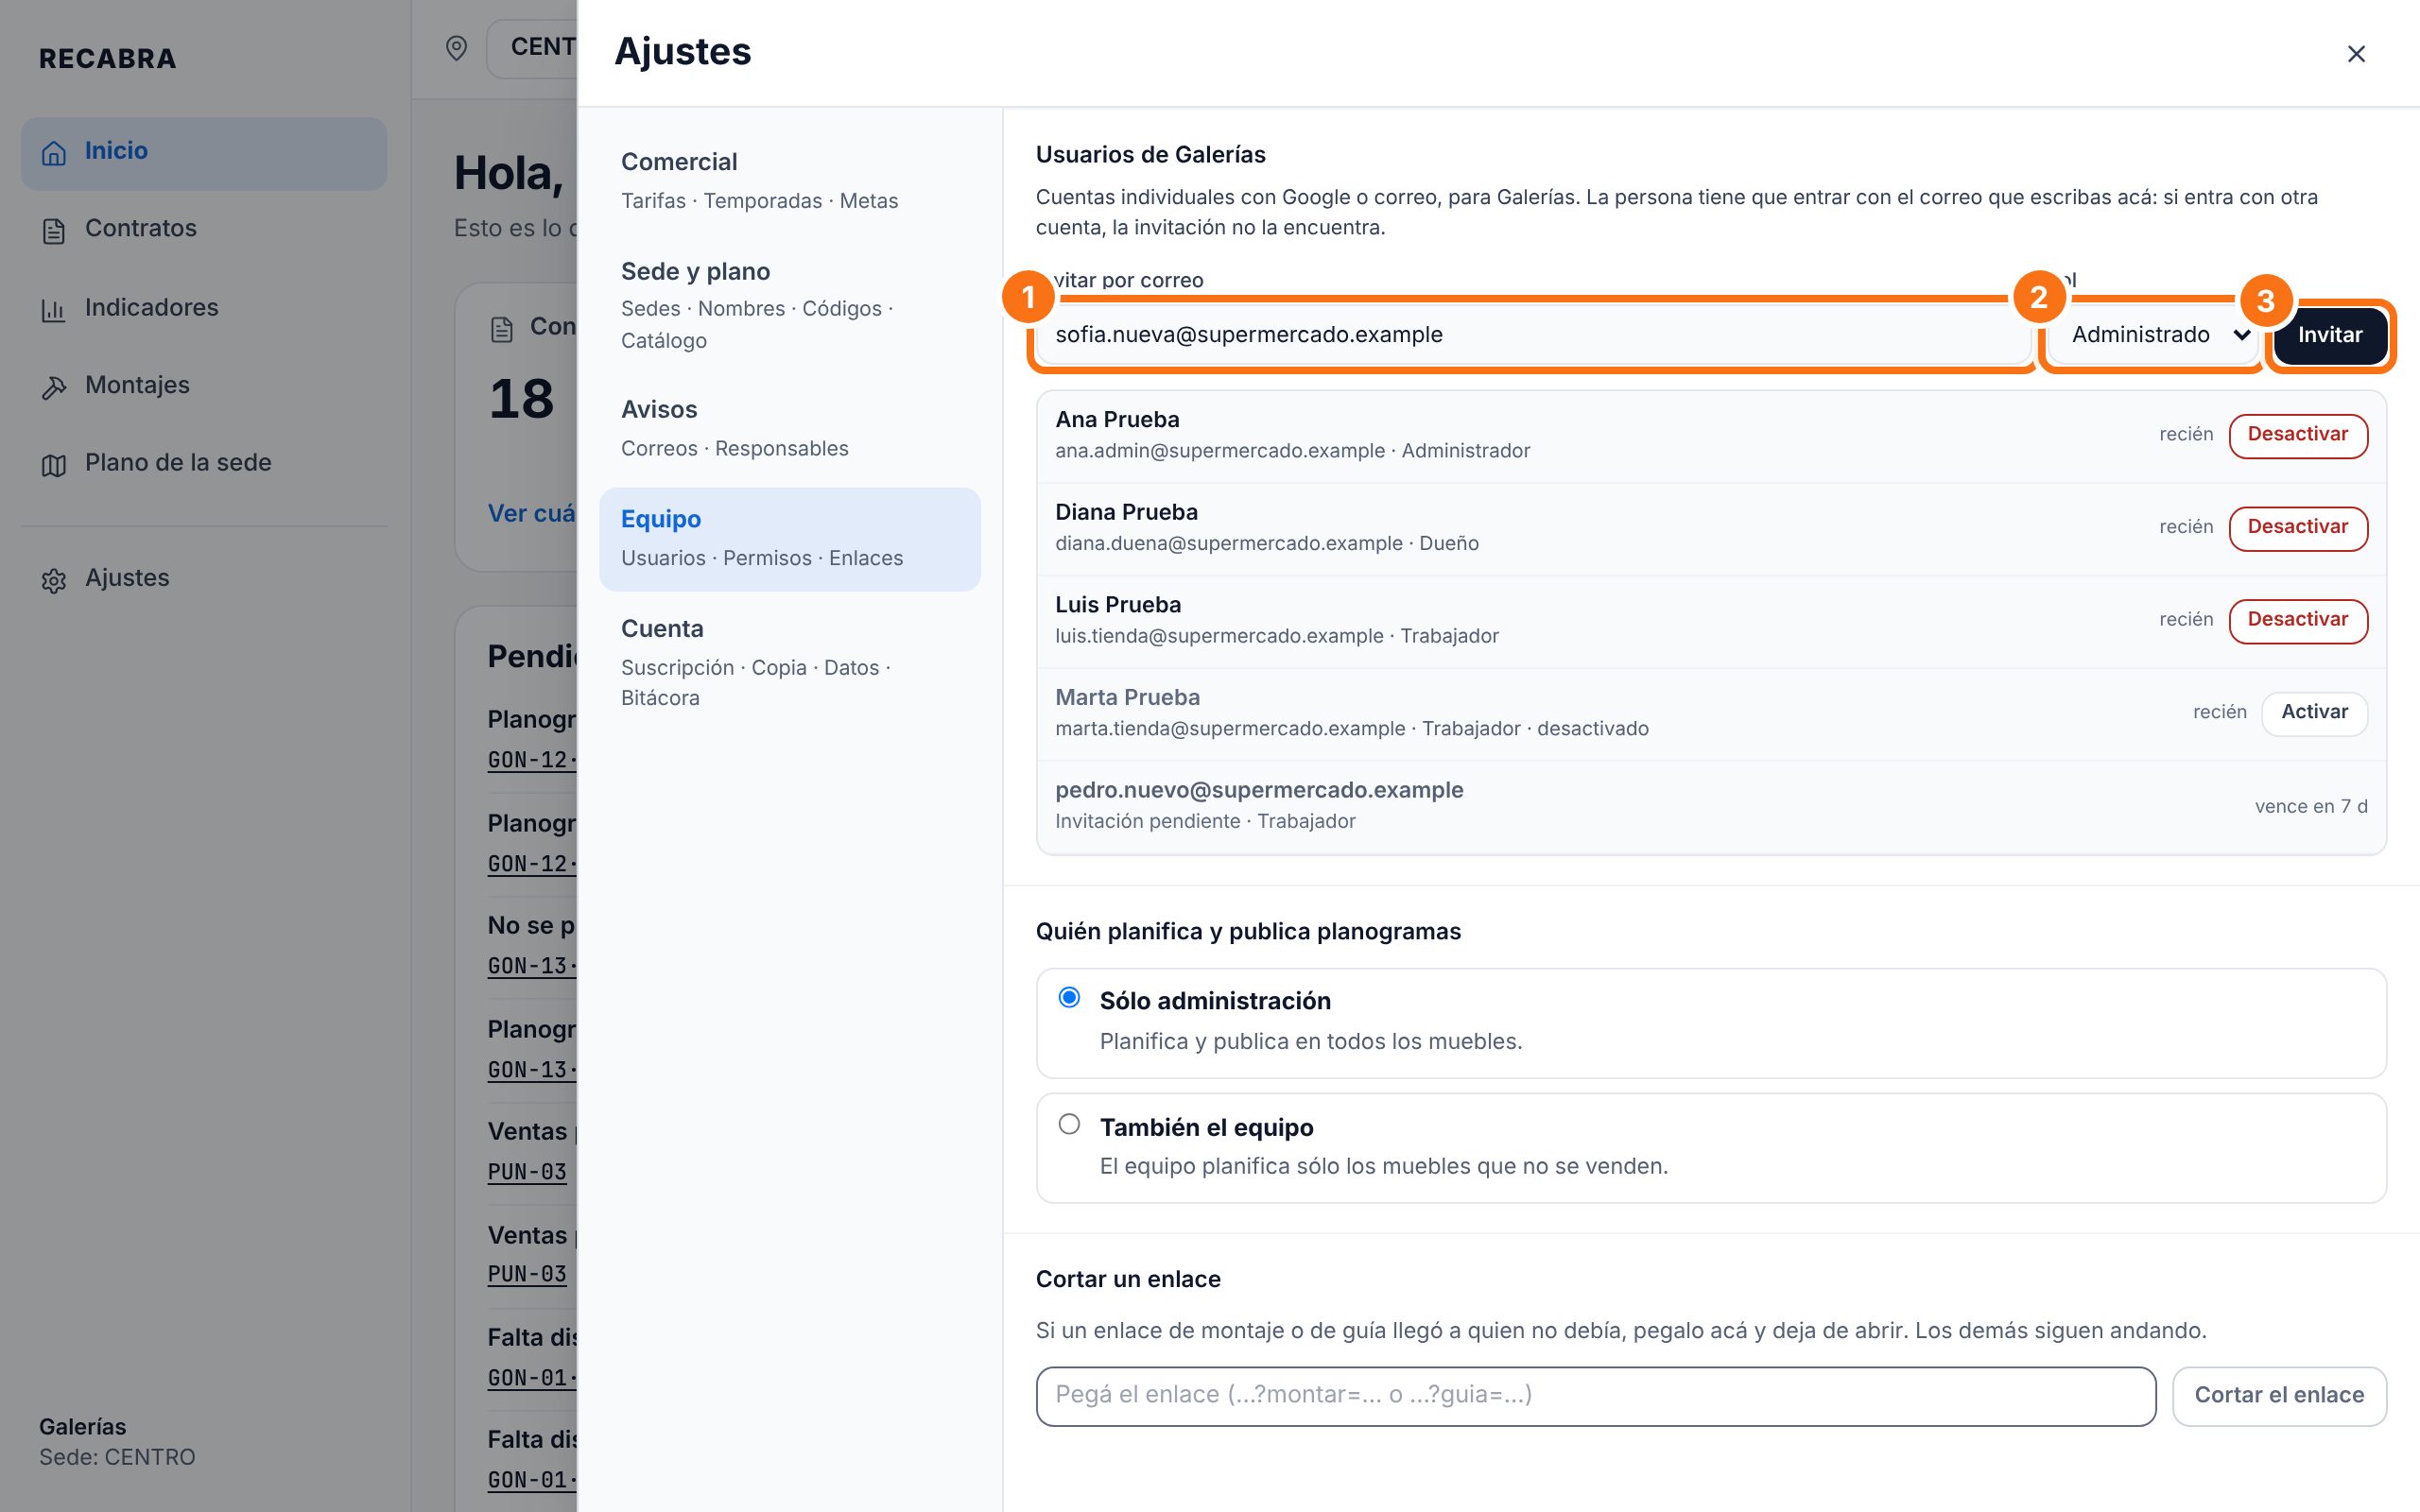 RECABRA
Inicio
Contratos
Indicadores
Montajes
Plano de la sede
Ajustes
Galerías
Sede: CENTRO
CENT
Hola,
Esto es lo
Con
18
Ver cuá
Pendi
Planogr
GON-12
Planogr
GON-12
No se p
GON-13
Planogr
GON-13
Ventas
PUN-03
Ventas
PUN-03
Falta dis
GON-01
Falta dis
GON-01
Ajustes
Comercial
Tarifas · Temporadas · Metas
Sede y plano
Sedes · Nombres · Códigos ·
Catálogo
Avisos
Correos · Responsables
Equipo
Usuarios · Permisos · Enlaces
Cuenta
Suscripción · Copia · Datos ·
Bitácora
Usuarios de Galerías
Cuentas individuales con Google o correo, para Galerías. La persona tiene que entrar con el correo que escribas acá: si entra con otra
cuenta, la invitación no la encuentra.
vitar por correo
ol
1
2
3
sofia.nueva@supermercado.example
Administrado
Invitar
Ana Prueba
recién
Desactivar
ana.admin@supermercado.example · Administrador
Diana Prueba
recién
Desactivar
diana.duena@supermercado.example · Dueño
Luis Prueba
recién
Desactivar
luis.tienda@supermercado.example · Trabajador
Marta Prueba
recién
Activar
marta.tienda@supermercado.example · Trabajador · desactivado
pedro.nuevo@supermercado.example
vence en 7 d
Invitación pendiente · Trabajador
Quién planifica y publica planogramas
Sólo administración
Planifica y publica en todos los muebles.
También el equipo
El equipo planifica sólo los muebles que no se venden.
Cortar un enlace
Si un enlace de montaje o de guía llegó a quien no debía, pegalo acá y deja de abrir. Los demás siguen andando.
Pegá el enlace (...?montar=... o ...?guia=...)
Cortar el enlace